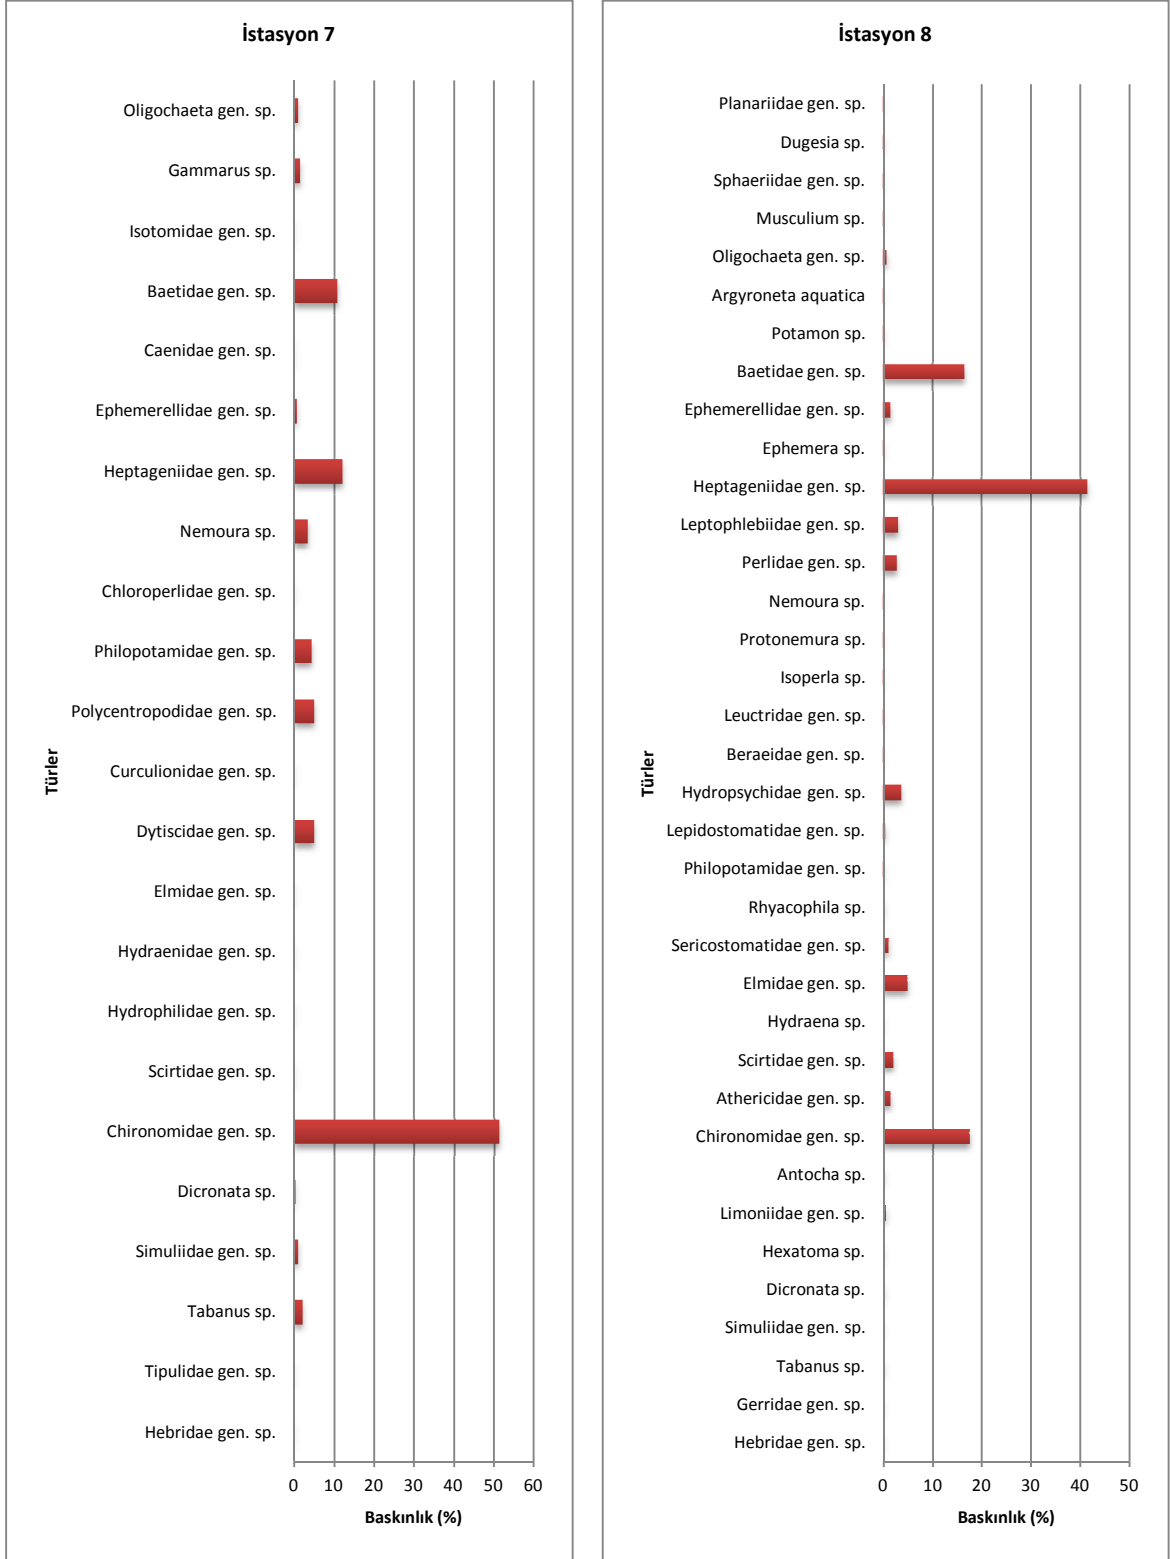 İstasyon 7
Oligochaeta gen. sp.
Gammarus sp.
Isotomidae gen. sp.
Baetidae gen. sp.
Caenidae gen. sp.
Ephemerellidae gen. sp.
Heptageniidae gen. sp.
Nemoura sp.
Chloroperlidae gen. sp.
Philopotamidae gen. sp.
Polycentropodidae gen. sp.
Curculionidae gen. sp.
Dytiscidae gen. sp.
Elmidae gen. sp.
Hydraenidae gen. sp.
Hydrophilidae gen. sp.
Scirtidae gen. sp.
Chironomidae gen. sp.
Dicronata sp.
Simuliidae gen. sp.
Tabanus sp.
Tipulidae gen. sp.
Hebridae gen. sp.
Türler
0 10 20 30 40 50 60
Baskınlık (%)
İstasyon 8
Planariidae gen. sp.
Dugesia sp.
Sphaeriidae gen. sp.
Musculium sp.
Oligochaeta gen. sp.
Argyroneta aquatica
Potamon sp.
Baetidae gen. sp.
Ephemerellidae gen. sp.
Ephemera sp.
Heptageniidae gen. sp.
Leptophlebiidae gen. sp.
Perlidae gen. sp.
Nemoura sp.
Protonemura sp.
Isoperla sp.
Leuctridae gen. sp.
Beraeidae gen. sp.
Hydropsychidae gen. sp.
Lepidostomatidae gen. sp.
Philopotamidae gen. sp.
Rhyacophila sp.
Sericostomatidae gen. sp.
Elmidae gen. sp.
Hydraena sp.
Scirtidae gen. sp.
Athericidae gen. sp.
Chironomidae gen. sp.
Antocha sp.
Limoniidae gen. sp.
Hexatoma sp.
Dicronata sp.
Simuliidae gen. sp.
Tabanus sp.
Gerridae gen. sp.
Hebridae gen. sp.
Türler
0 10 20 30 40 50
Baskınlık (%)